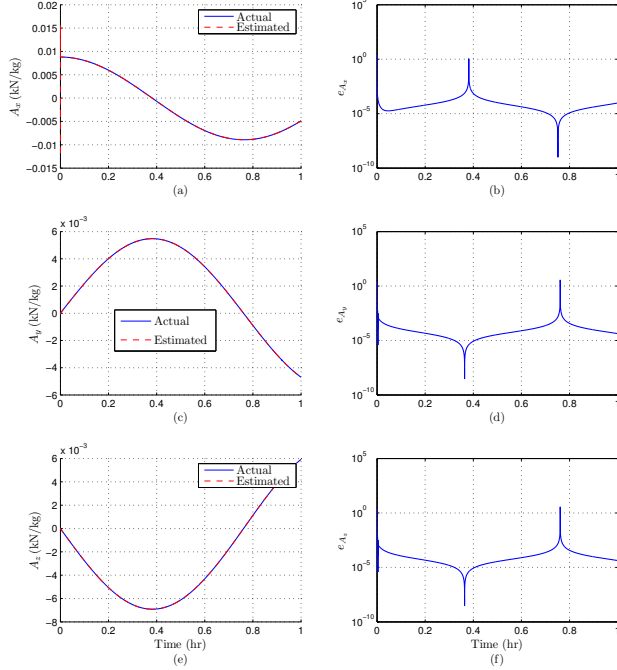 0.02
0.015
0.01
0.005
0
−0.005
−0.01
−0.015
A_x (kN/kg)
Actual
Estimated
0 0.2 0.4 0.6 0.8 1
(a)
10^5
10^0
10^−5
10^−10
e_{A_x}
0 0.2 0.4 0.6 0.8 1
(b)
x 10^−3
6
4
2
0
−2
−4
−6
A_y (kN/kg)
Actual
Estimated
0 0.2 0.4 0.6 0.8 1
(c)
10^5
10^0
10^−5
10^−10
e_{A_y}
0 0.2 0.4 0.6 0.8 1
(d)
x 10^−3
6
4
2
0
−2
−4
−6
−8
A_z (kN/kg)
Actual
Estimated
0 0.2 0.4 0.6 0.8 1
Time (hr)
(e)
10^5
10^0
10^−5
10^−10
e_{A_z}
0 0.2 0.4 0.6 0.8 1
Time (hr)
(f)